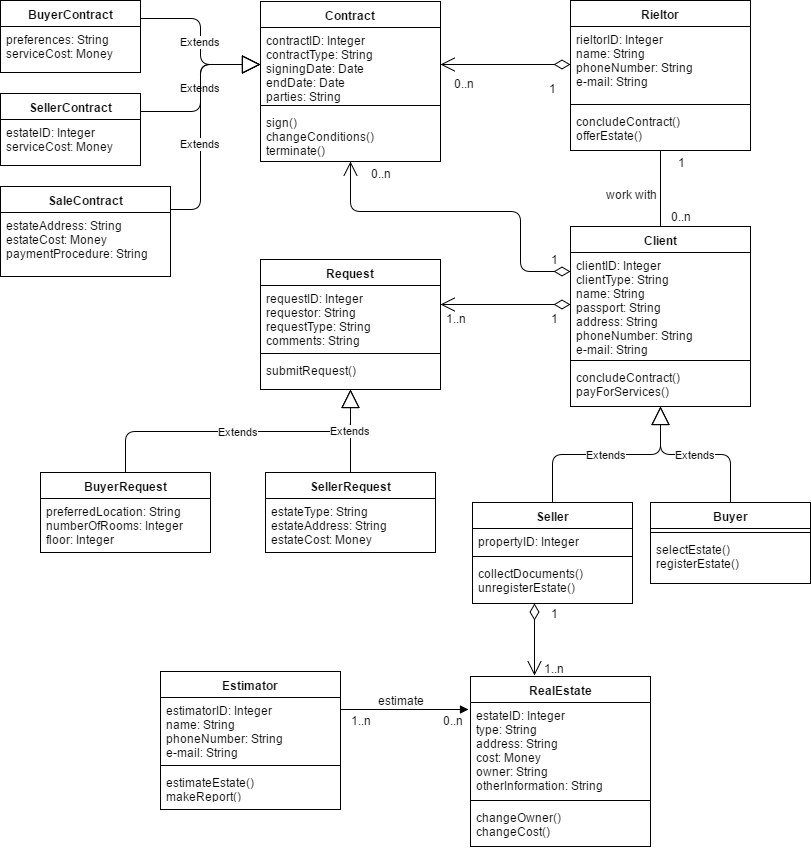 BuyerContract
preferences: String
serviceCost: Money
SellerContract
estateID: Integer
serviceCost: Money
SaleContract
estateAddress: String
estateCost: Money
paymentProcedure: String
Extends
Extends
Extends
Contract
contractID: Integer
contractType: String
signingDate: Date
endDate: Date
parties: String
sign()
changeConditions()
terminate()
0..n
1
Rieltor
rieltorID: Integer
name: String
phoneNumber: String
e-mail: String
concludeContract()
offerEstate()
1
work with
0..n
0..n
1
Client
clientID: Integer
clientType: String
name: String
passport: String
address: String
phoneNumber: String
e-mail: String
concludeContract()
payForServices()
Request
requestID: Integer
requestor: String
requestType: String
comments: String
submitRequest()
1..n
1
Extends
Extends
BuyerRequest
preferredLocation: String
numberOfRooms: Integer
floor: Integer
SellerRequest
estateType: String
estateAddress: String
estateCost: Money
Extends
Extends
Seller
propertyID: Integer
collectDocuments()
unregisterEstate()
Buyer
selectEstate()
registerEstate()
1
1..n
Estimator
estimatorID: Integer
name: String
phoneNumber: String
e-mail: String
estimateEstate()
makeReport()
estimate
1..n
0..n
RealEstate
estateID: Integer
type: String
address: String
cost: Money
owner: String
otherInformation: String
changeOwner()
changeCost()